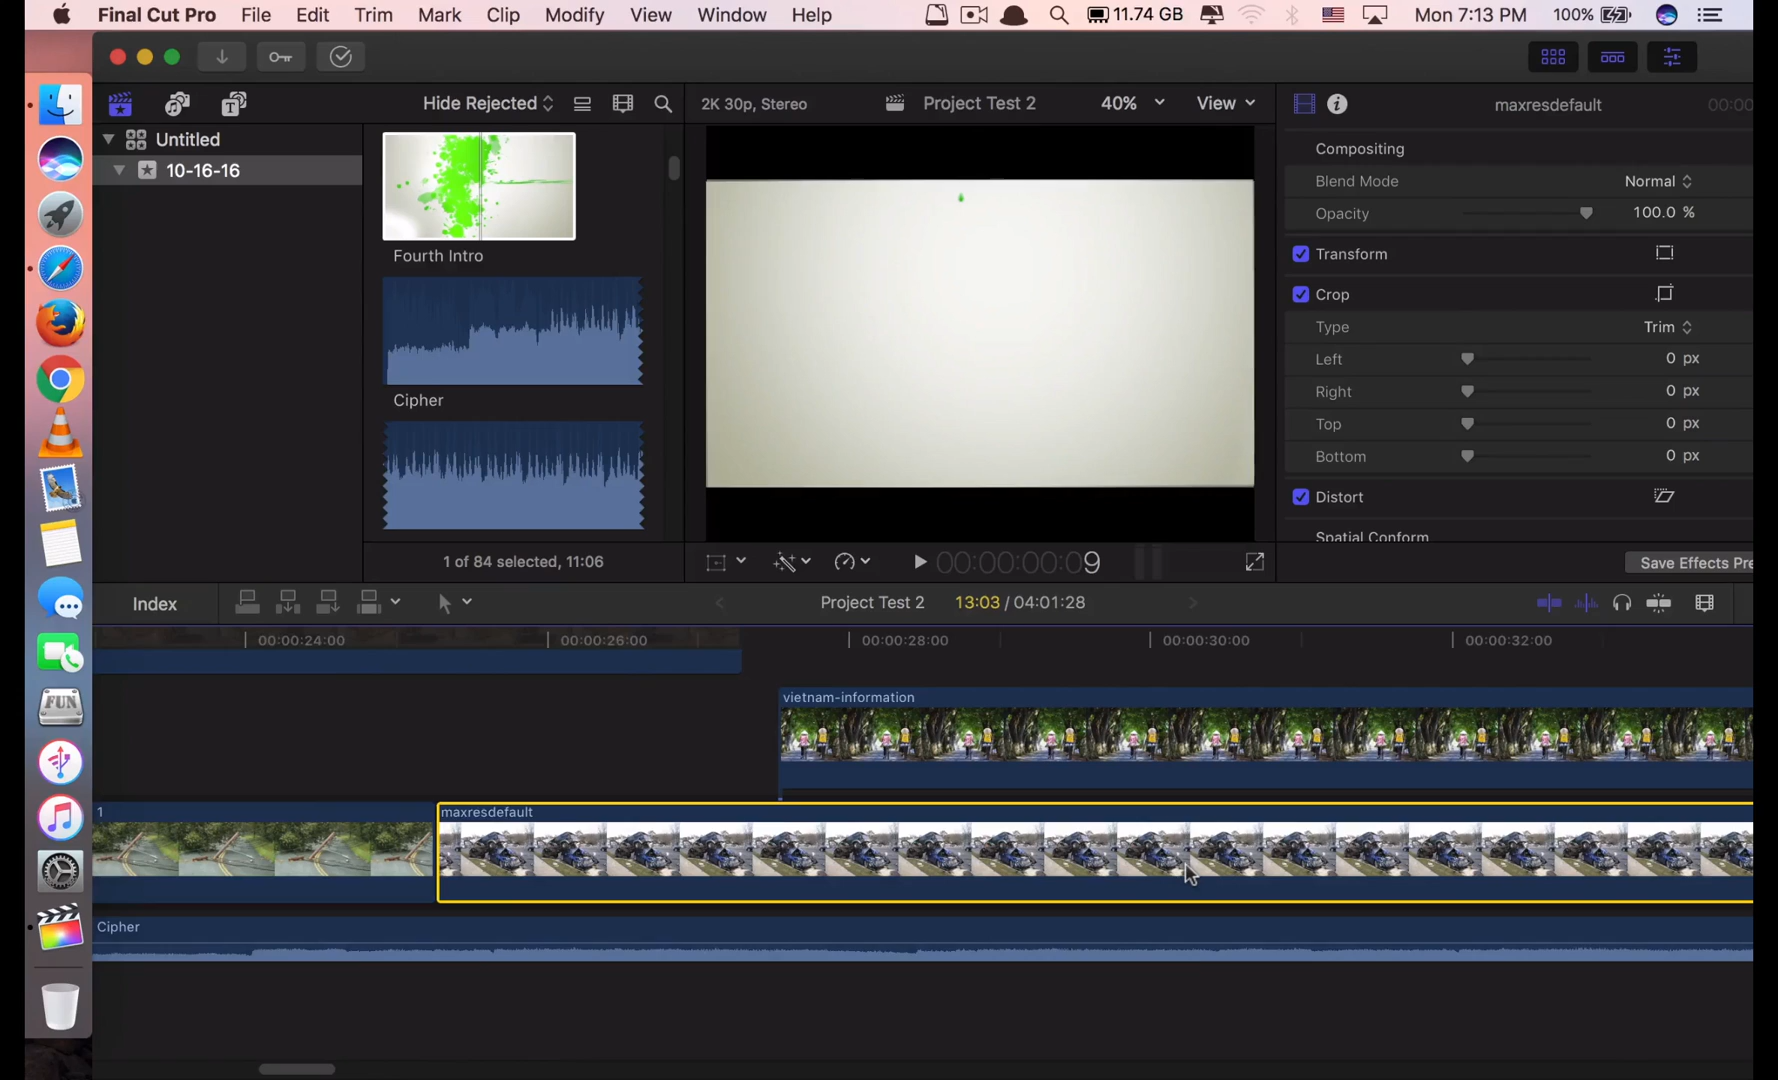 Final Cut Pro File Edit Trim Mark Clip Modify View Window Help 11.74 GB Mon 7:13 PM 100%
Hide Rejected 2K 30p, Stereo Project Test 2 40% View maxresdefault 00:00
Untitled
10-16-16
Fourth Intro
Cipher
1 of 84 selected, 11:06
00:00:00:09
Compositing
Blend Mode Normal
Opacity 100.0 %
Transform
Crop
Type Trim
Left 0 px
Right 0 px
Top 0 px
Bottom 0 px
Distort
Spatial Conform
Save Effects Pre
Index Project Test 2 13:03 / 04:01:28
00:00:24:00 00:00:26:00 00:00:28:00 00:00:30:00 00:00:32:00
vietnam-information
1 maxresdefault
Cipher
FUN